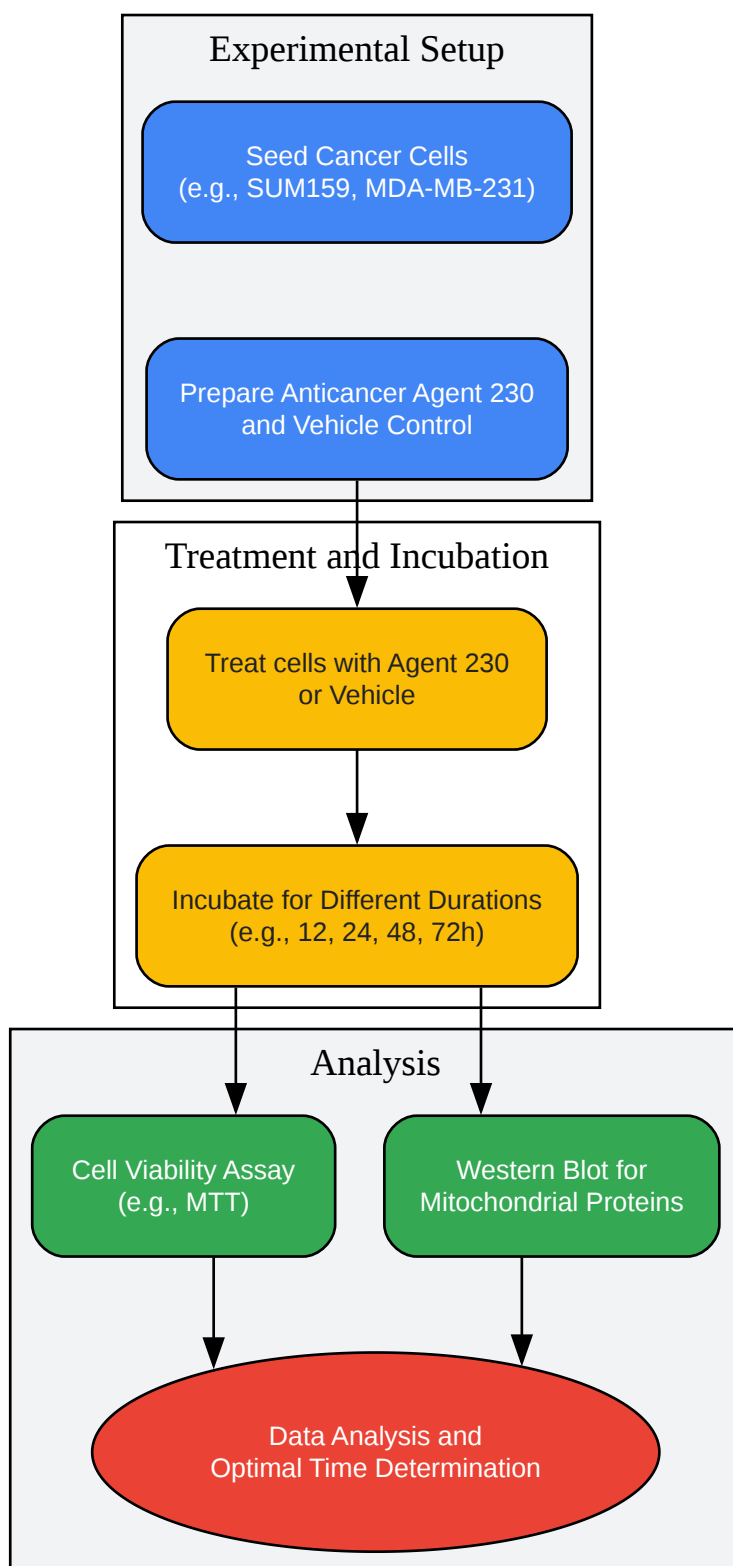 Experimental Setup
Seed Cancer Cells
(e.g., SUM159, MDA-MB-231)
Prepare Anticancer Agent 230
and Vehicle Control
Treatment and Incubation
Treat cells with Agent 230
or Vehicle
Incubate for Different Durations
(e.g., 12, 24, 48, 72h)
Analysis
Cell Viability Assay
(e.g., MTT)
Western Blot for
Mitochondrial Proteins
Data Analysis and
Optimal Time Determination